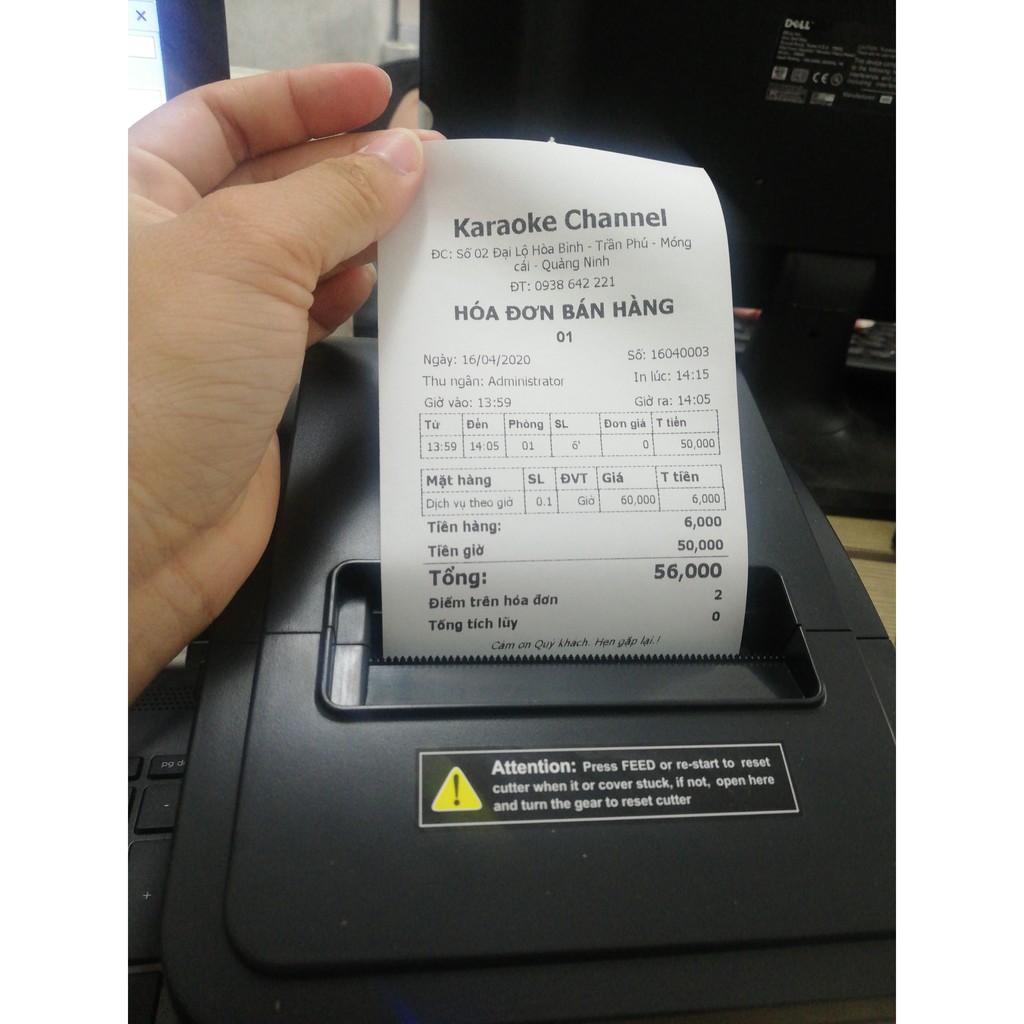 DELL
Karaoke Channel
ĐC: Số 02 Đại Lộ Hòa Bình - Trần Phú - Móng
cái - Quảng Ninh
ĐT: 0938 642 221
HÓA ĐƠN BÁN HÀNG
01
Ngày: 16/04/2020 Số: 16040003
Thu ngân: Administrator In lúc: 14:15
Giờ vào: 13:59 Giờ ra: 14:05
Từ Đến Phòng SL Đơn giá T tiền
13:59 14:05 01 6' 0 50,000
Mặt hàng SL ĐVT Giá T tiền
Dịch vụ theo giờ 0.1 Giờ 60,000 6,000
Tiền hàng: 6,000
Tiền giờ 50,000
Tổng: 56,000
Điểm trên hóa đơn 2
Tổng tích lũy 0
Cảm ơn Quý khách. Hẹn gặp lại.!
Attention: Press FEED or re-start to reset
cutter when it or cover stuck, if not, open here
and turn the gear to reset cutter